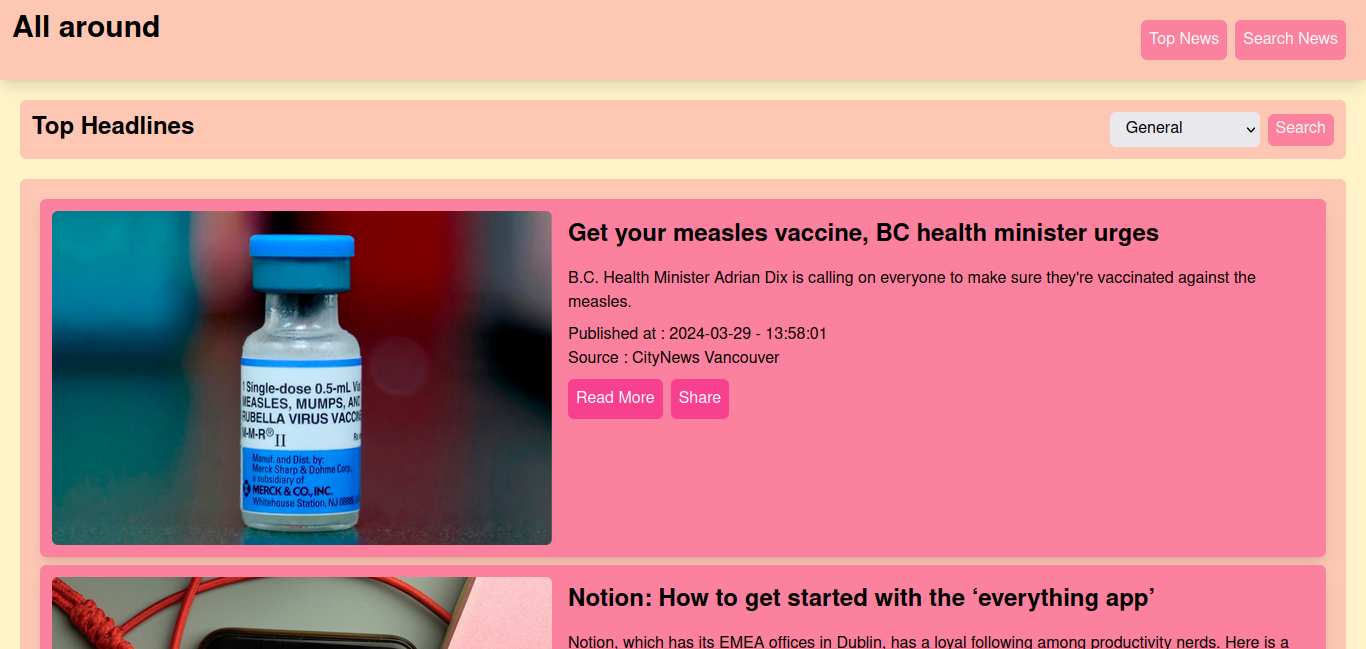 All around
Top News
Search News
Top Headlines
General
Search
Get your measles vaccine, BC health minister urges
B.C. Health Minister Adrian Dix is calling on everyone to make sure they're vaccinated against the
measles.
Published at : 2024-03-29 - 13:58:01
Source : CityNews Vancouver
Read More
Share
1 Single-dose 0.5-mL
MEASLES, MUMPS, AND
RUBELLA VIRUS
M-M-R® II
Manuf. and Dist. by:
Merck Sharp & Dohme Corp.,
a subsidiary of
MERCK & CO., INC.
Whitehouse Station, NJ
Notion: How to get started with the ‘everything app’
Notion, which has its EMEA offices in Dublin, has a loyal following among productivity nerds. Here is a